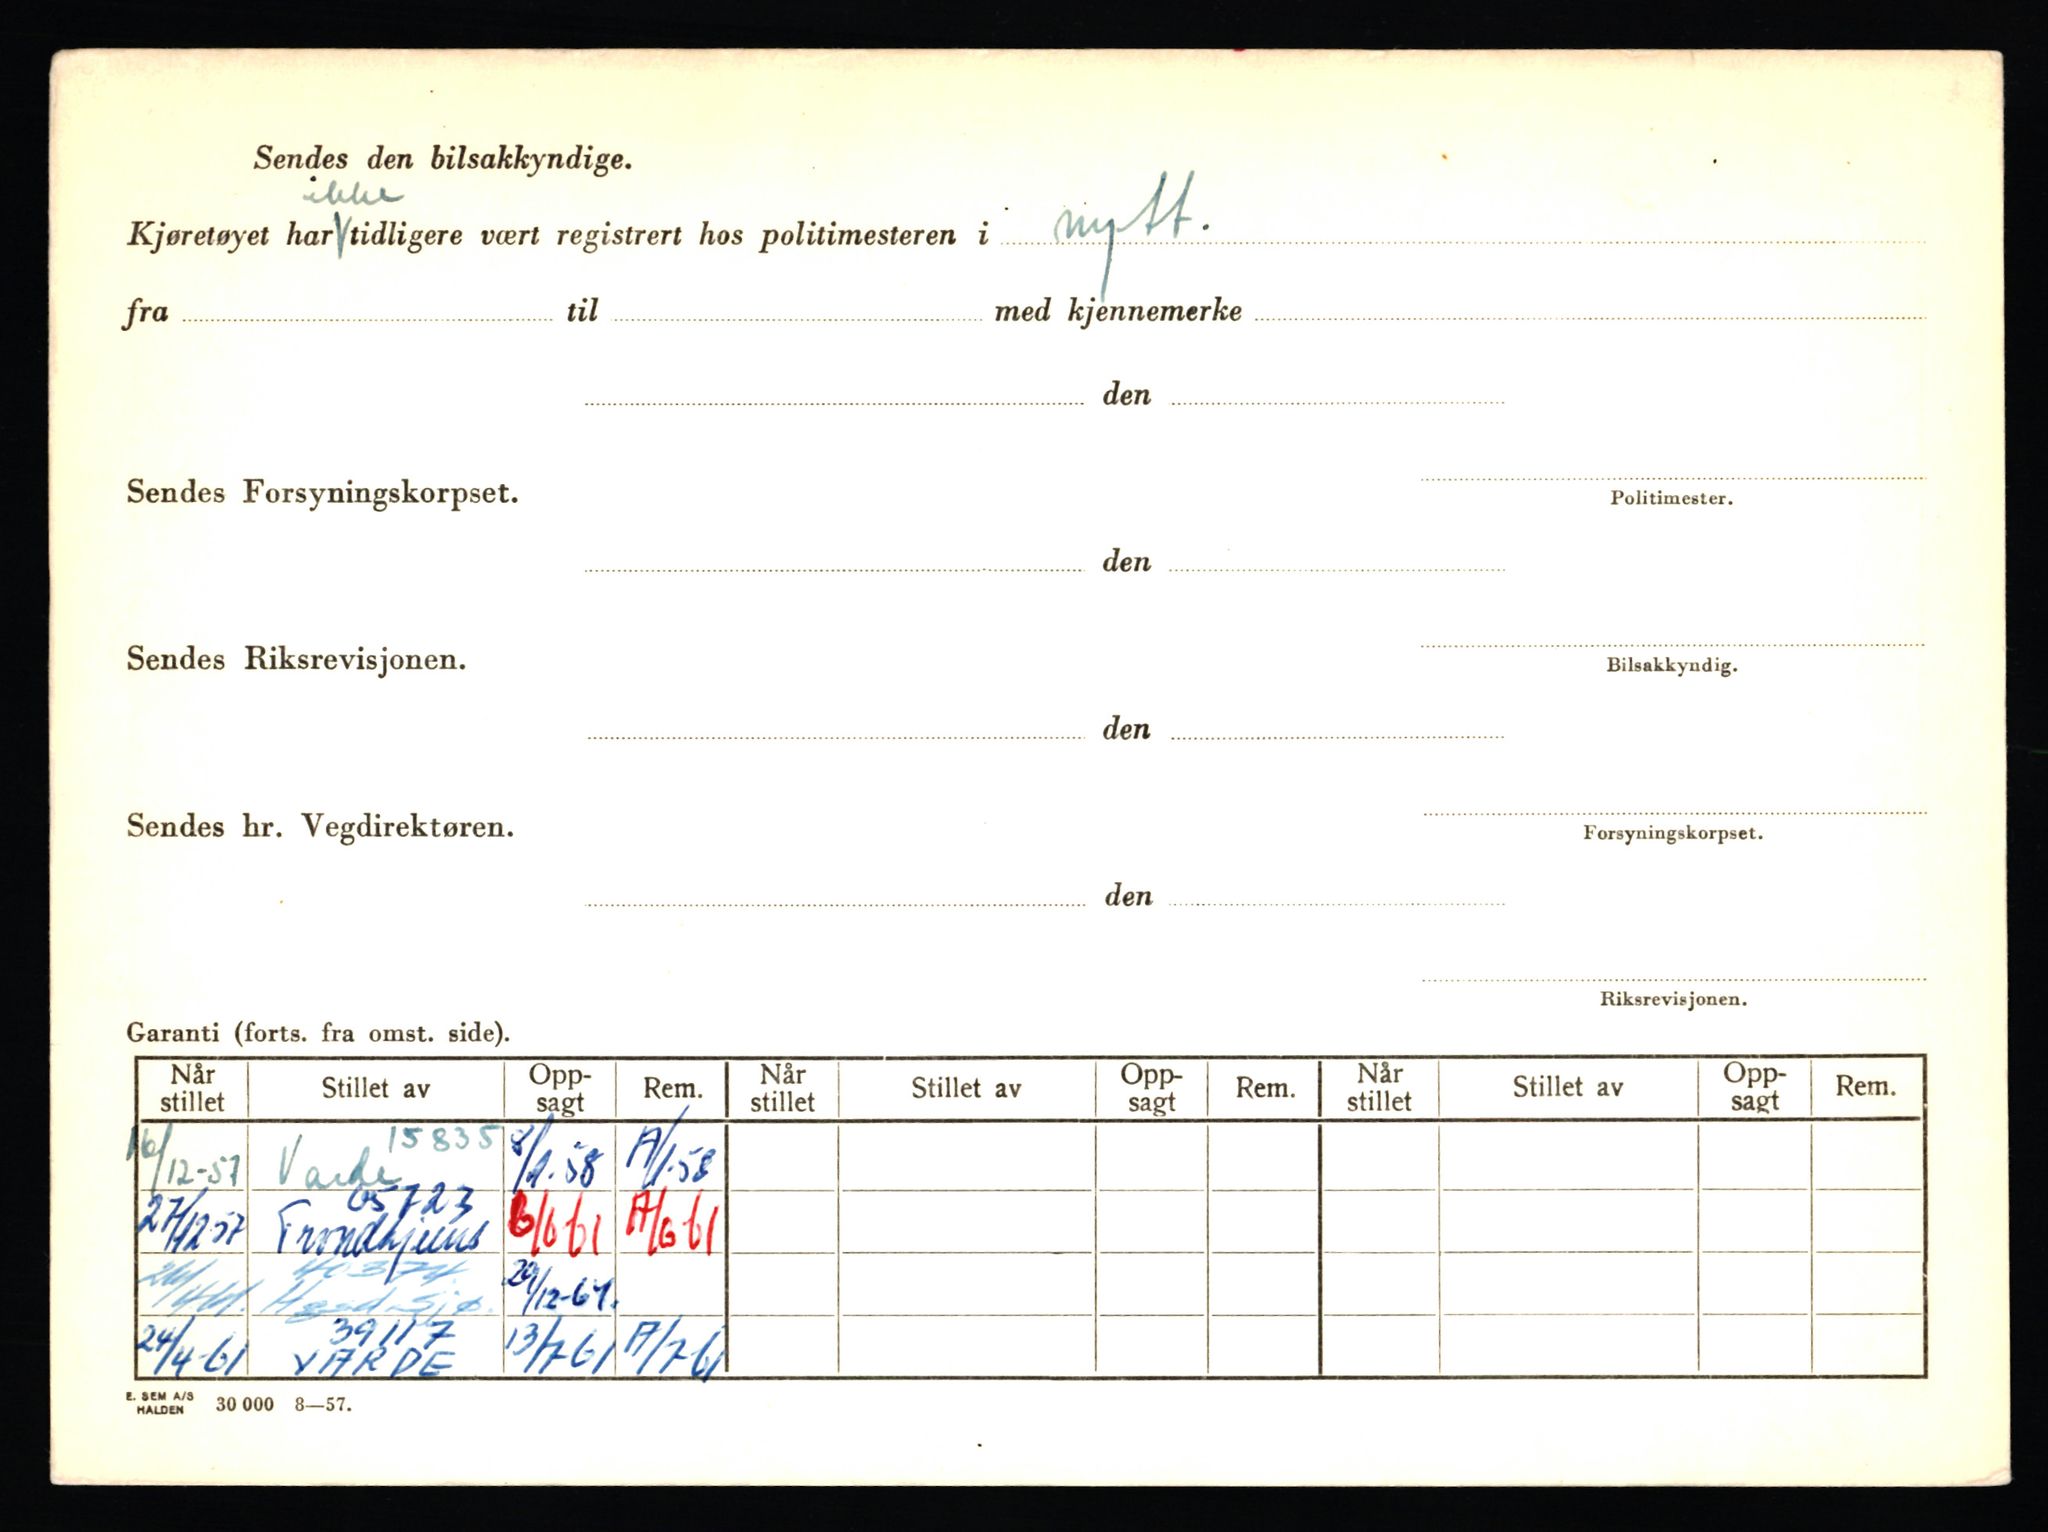 Sendes den bilsakkyndige.
ikke
Kjøretøyet har tidligere vært registrert hos politimesteren i nytt.
fra til med kjennemerke
den
Sendes Forsyningskorpset.
Politimester.
den
Sendes Riksrevisjonen.
Bilsakkyndig.
den
Sendes hr. Vegdirektøren.
Forsyningskorpset.
den
Riksrevisjonen.
Garanti (forts. fra omst. side).
Når stillet Stillet av Opp-sagt Rem. Når stillet Stillet av Opp-sagt Rem. Når stillet Stillet av Opp-sagt Rem.
15835
16/12-57 Varde 8/1-58 A/1-58
65723
27/12 57 Trondhjems 6/6 61 A/6 61
40374.
Sjø. 29/12-61.
39117
24/4-61 VARDE 13/7-61 A/7-61
E. SEM A/S
HALDEN 30 000 8—57.